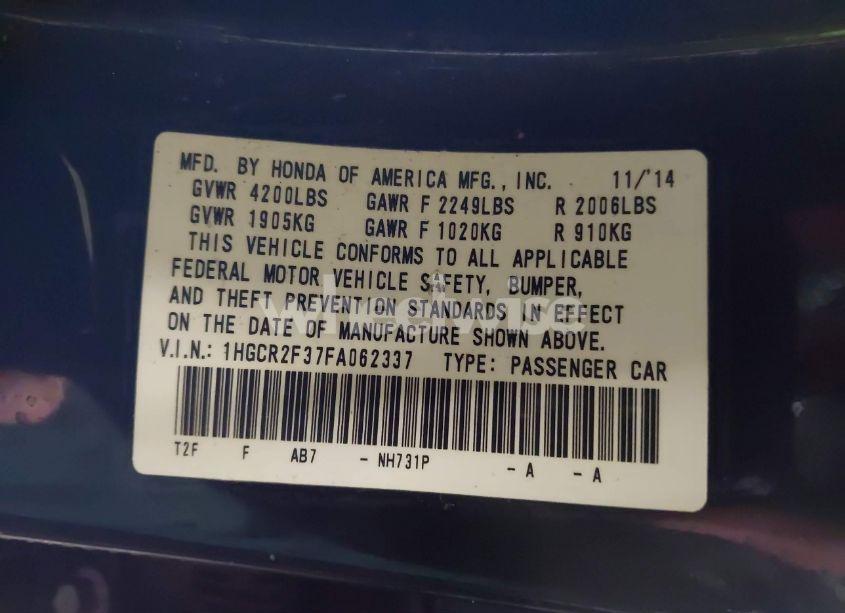 MFD. BY HONDA OF AMERICA MFG., INC. 11/'14
GVWR 4200LBS GAWR F 2249LBS R 2006LBS
GVWR 1905KG GAWR F 1020KG R 910KG
THIS VEHICLE CONFORMS TO ALL APPLICABLE
FEDERAL MOTOR VEHICLE SAFETY, BUMPER,
AND THEFT PREVENTION STANDARDS IN EFFECT
wheelwise
ON THE DATE OF MANUFACTURE SHOWN ABOVE.
V.I.N.: 1HGCR2F37FA062337 TYPE: PASSENGER CAR
T2F F AB7 - NH731P - A - A